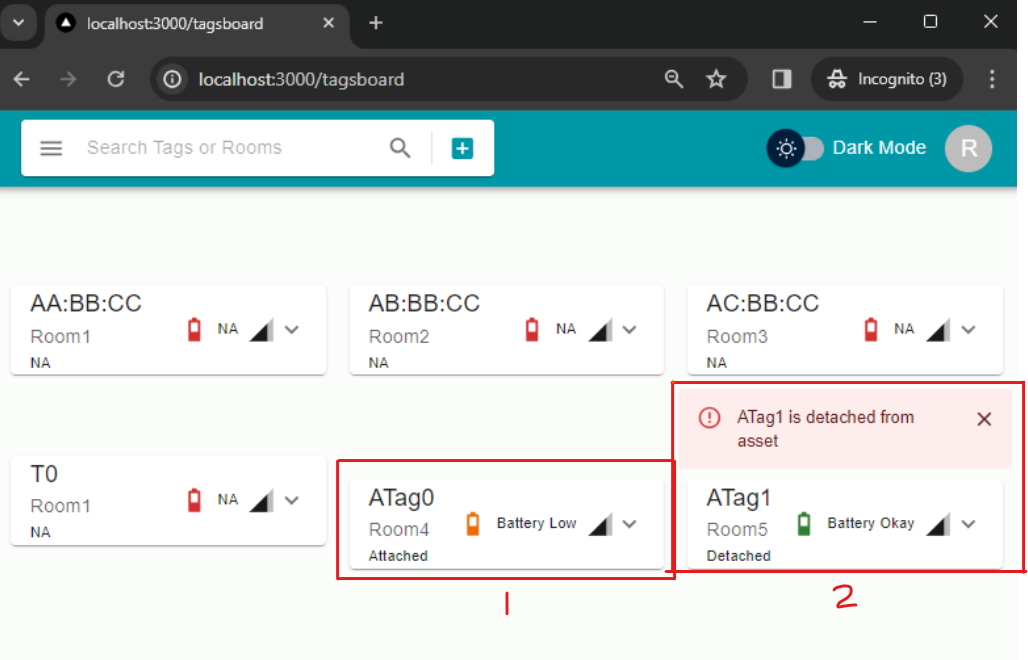 localhost:3000/tagsboard
localhost:3000/tagsboard
Incognito (3)
Search Tags or Rooms
Dark Mode
R
AA:BB:CC
Room1
NA
NA
AB:BB:CC
Room2
NA
NA
AC:BB:CC
Room3
NA
NA
T0
Room1
NA
NA
ATag0
Room4
Battery Low
Attached
ATag1 is detached from
asset
ATag1
Room5
Battery Okay
Detached
1
2